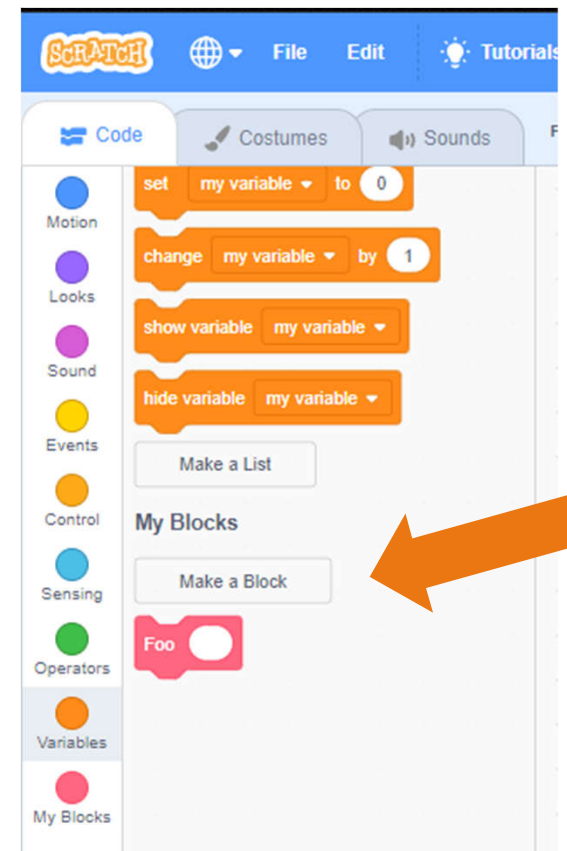 SCRATCH File Edit Tutorials
Code Costumes Sounds
Motion
Looks
Sound
Events
Control
Sensing
Operators
Variables
My Blocks
set my variable to 0
change my variable by 1
show variable my variable
hide variable my variable
Make a List
My Blocks
Make a Block
Foo